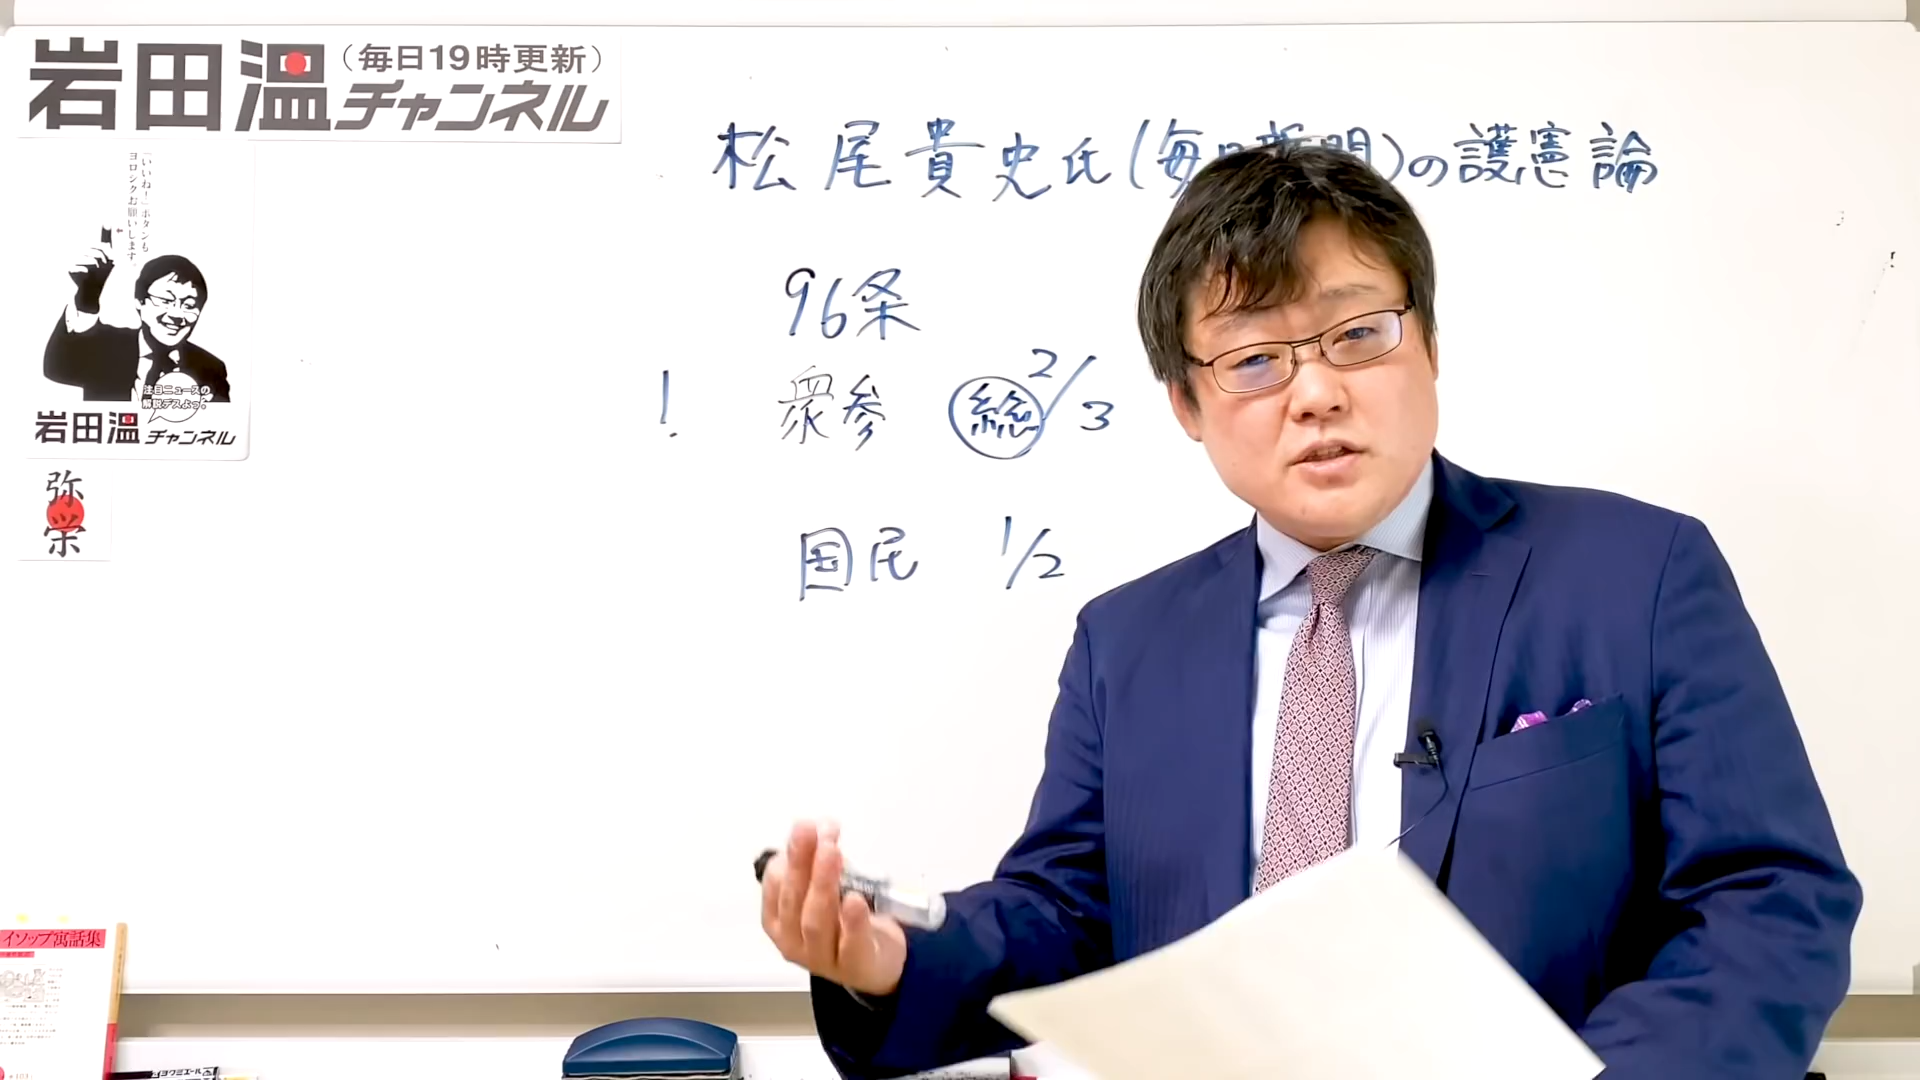 岩田温チャンネル
(毎日19時更新)
「いいね!」ボタンも
ヨロシクお願いします。
注目ニュースの
解説デスよっ。
岩田温チャンネル
弥栄
松尾貴史氏(毎日新聞)の護憲論
96条
! 衆参 総 2/3
国民 1/2
イソップ寓話集